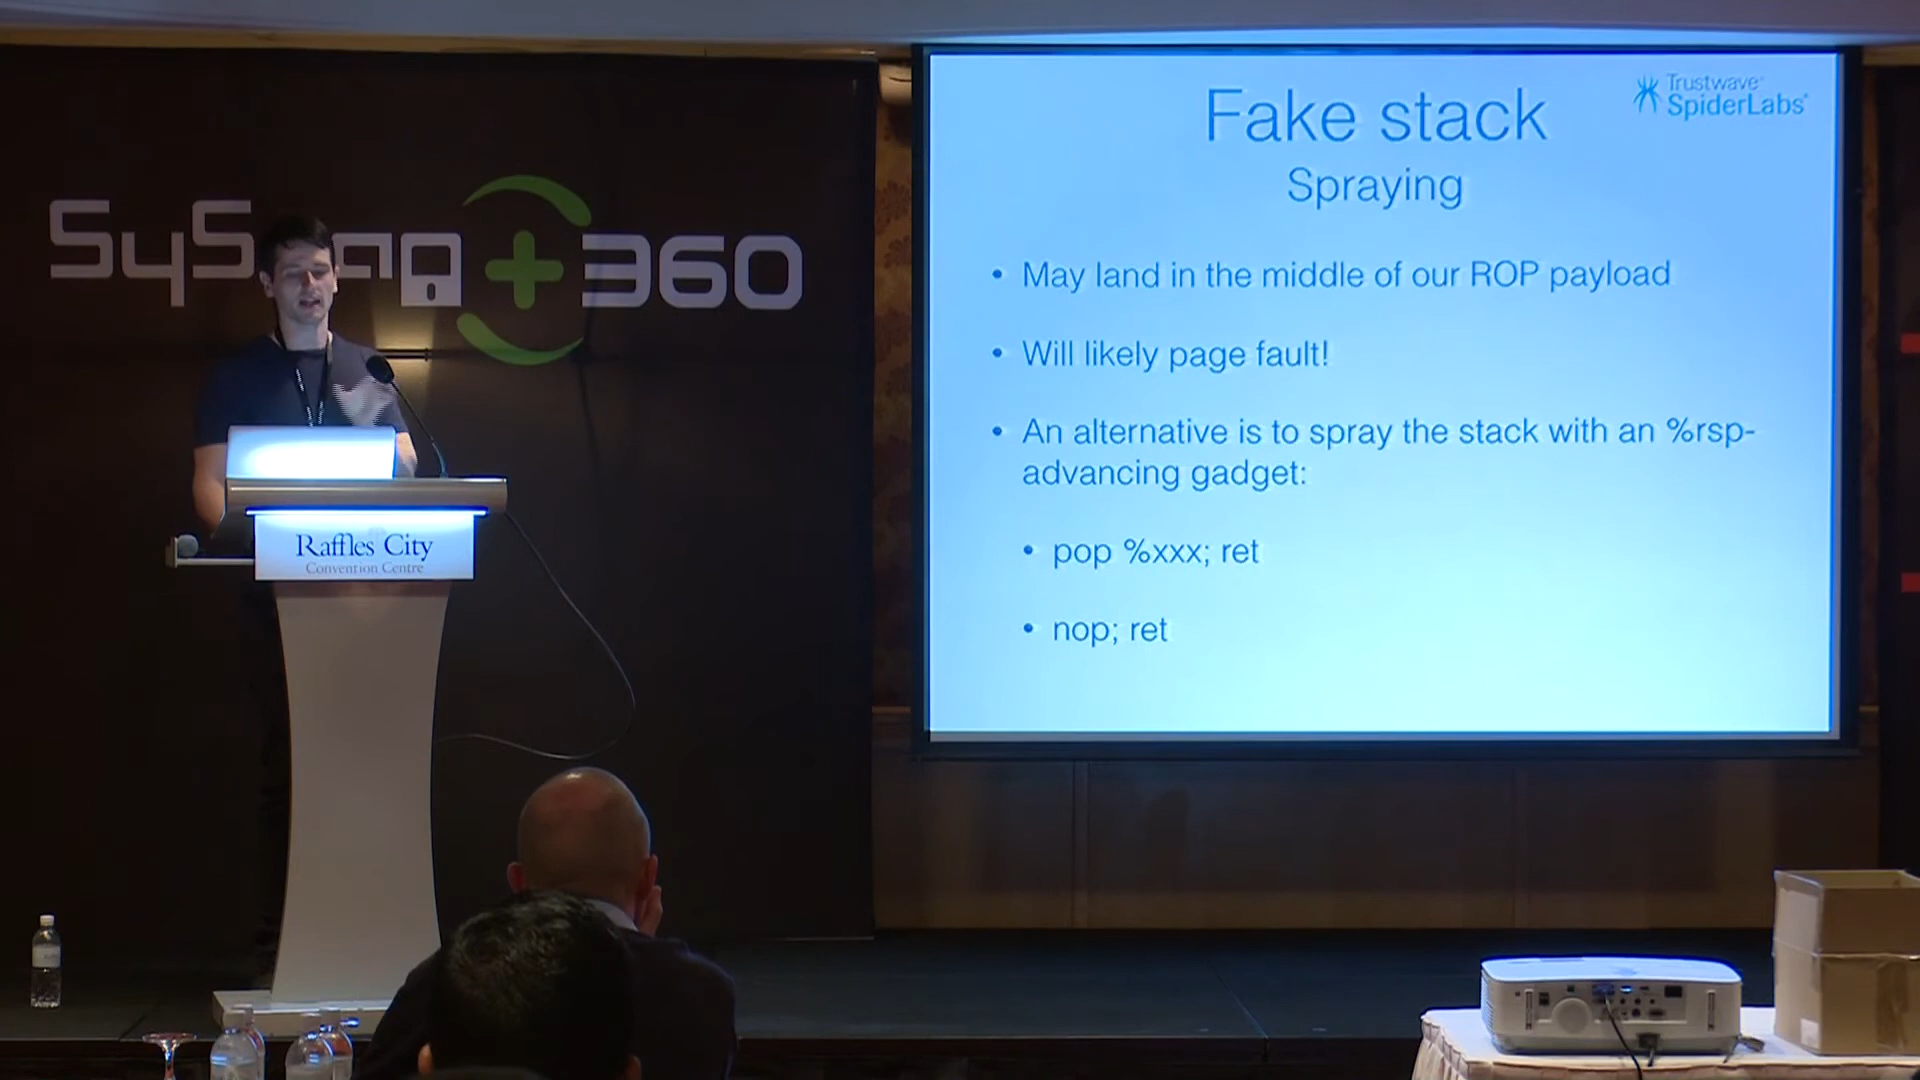 SyScan+360
Raffles City
Convention Centre
Trustwave®
SpiderLabs®
Fake stack
Spraying
• May land in the middle of our ROP payload
• Will likely page fault!
• An alternative is to spray the stack with an %rsp-
advancing gadget:
• pop %xxx; ret
• nop; ret